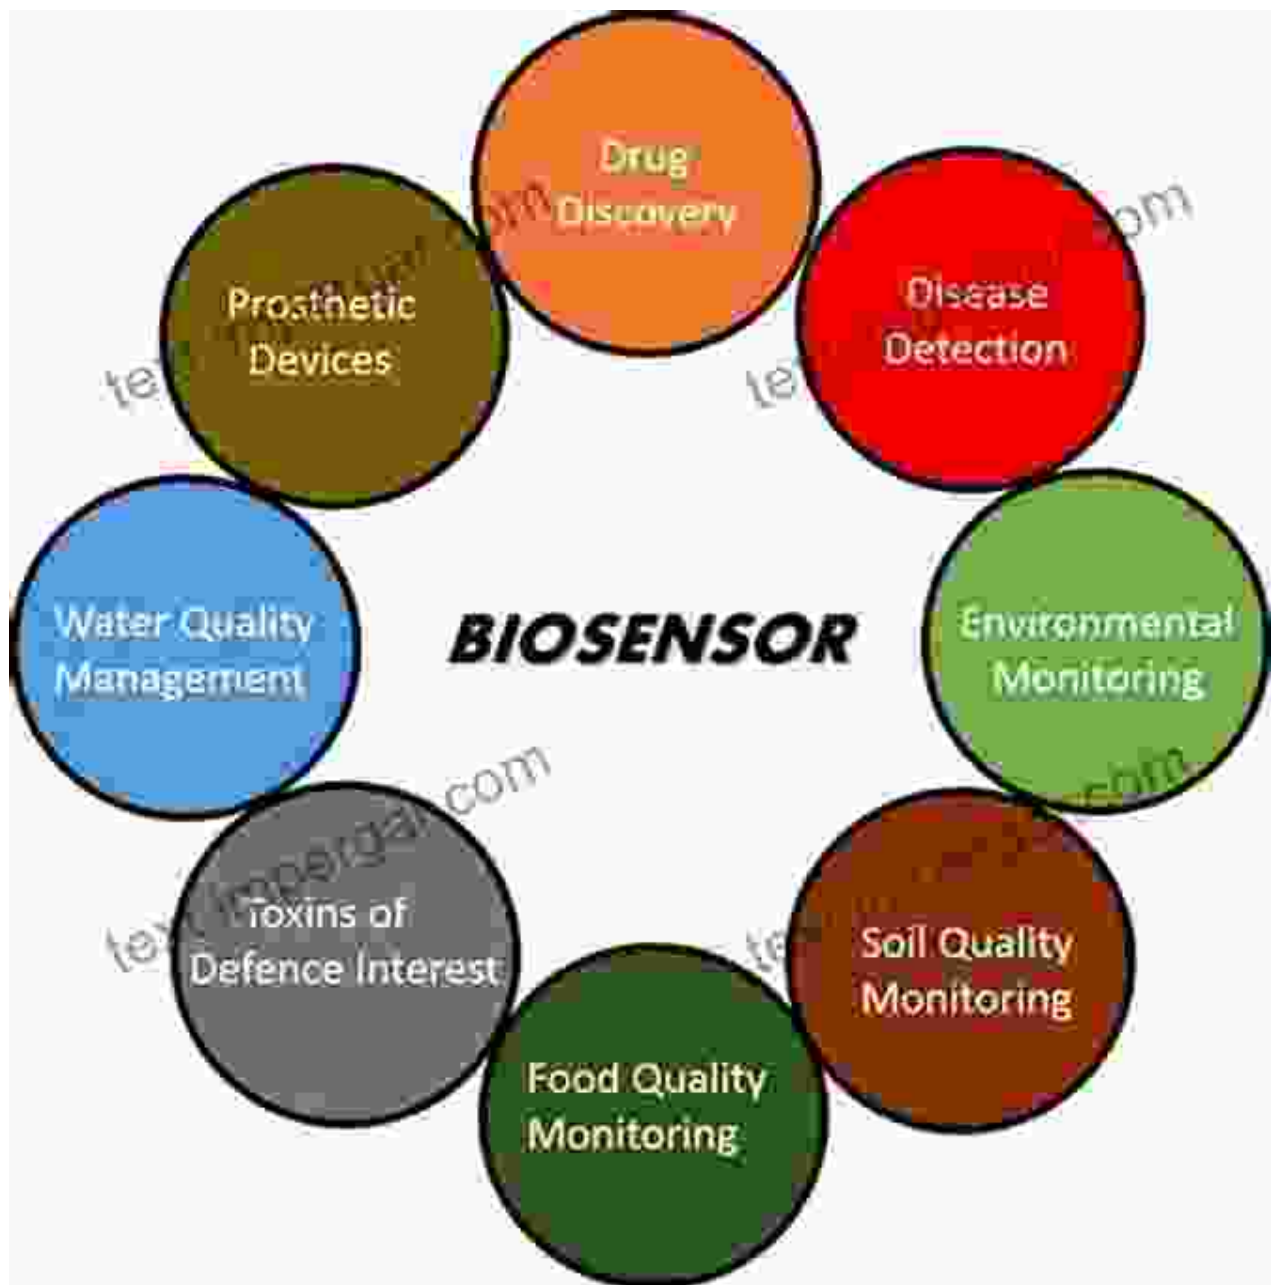 Drug
Discovery
Disease
Detection
Environmental
Monitoring
Soil Quality
Monitoring
Food Quality
Monitoring
Toxins of
Defence Interest
Water Quality
Management
Prosthetic
Devices
BIOSENSOR